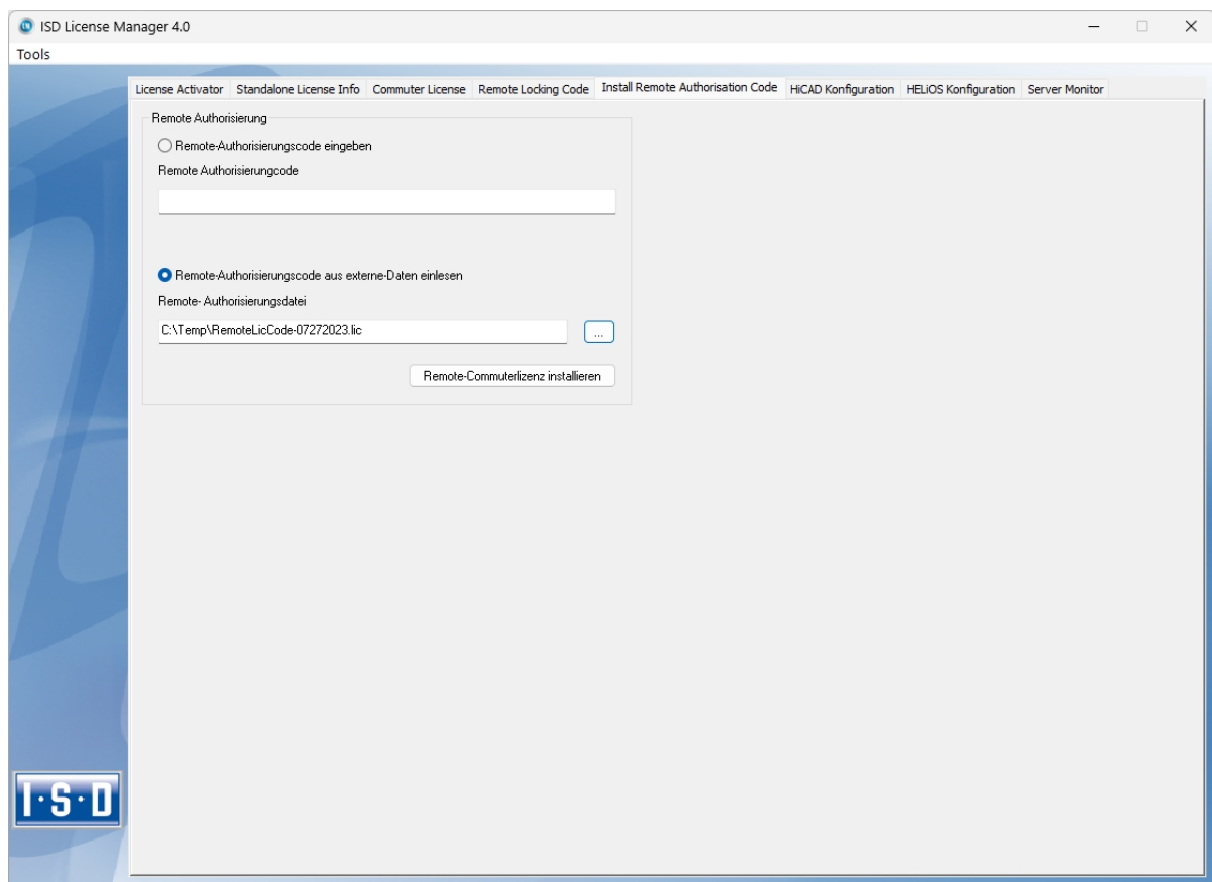 ISD License Manager 4.0
Tools
License Activator Standalone License Info Commuter License Remote Locking Code Install Remote Authorisation Code HiCAD Konfiguration HELiOS Konfiguration Server Monitor
Remote Authorisierung
Remote-Authorisierungscode eingeben
Remote Authorisierungcode
Remote-Authorisierungscode aus externe-Daten einlesen
Remote- Authorisierungsdatei
C:\Temp\RemoteLicCode-07272023.lic
...
Remote-Commuterlizenz installieren
I·S·D